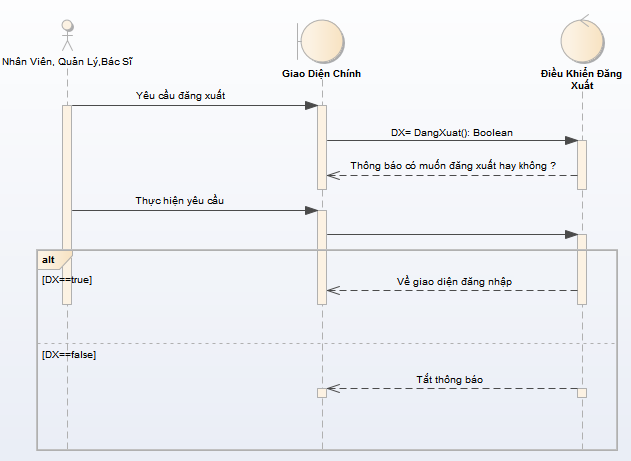 Nhân Viên, Quản Lý,Bác Sĩ
Giao Diện Chính
Điều Khiển Đăng
Xuất
Yêu cầu đăng xuất
DX= DangXuat(): Boolean
Thông báo có muốn đăng xuất hay không ?
Thực hiện yêu cầu
alt
[DX==true]
Về giao diện đăng nhập
[DX==false]
Tắt thông báo